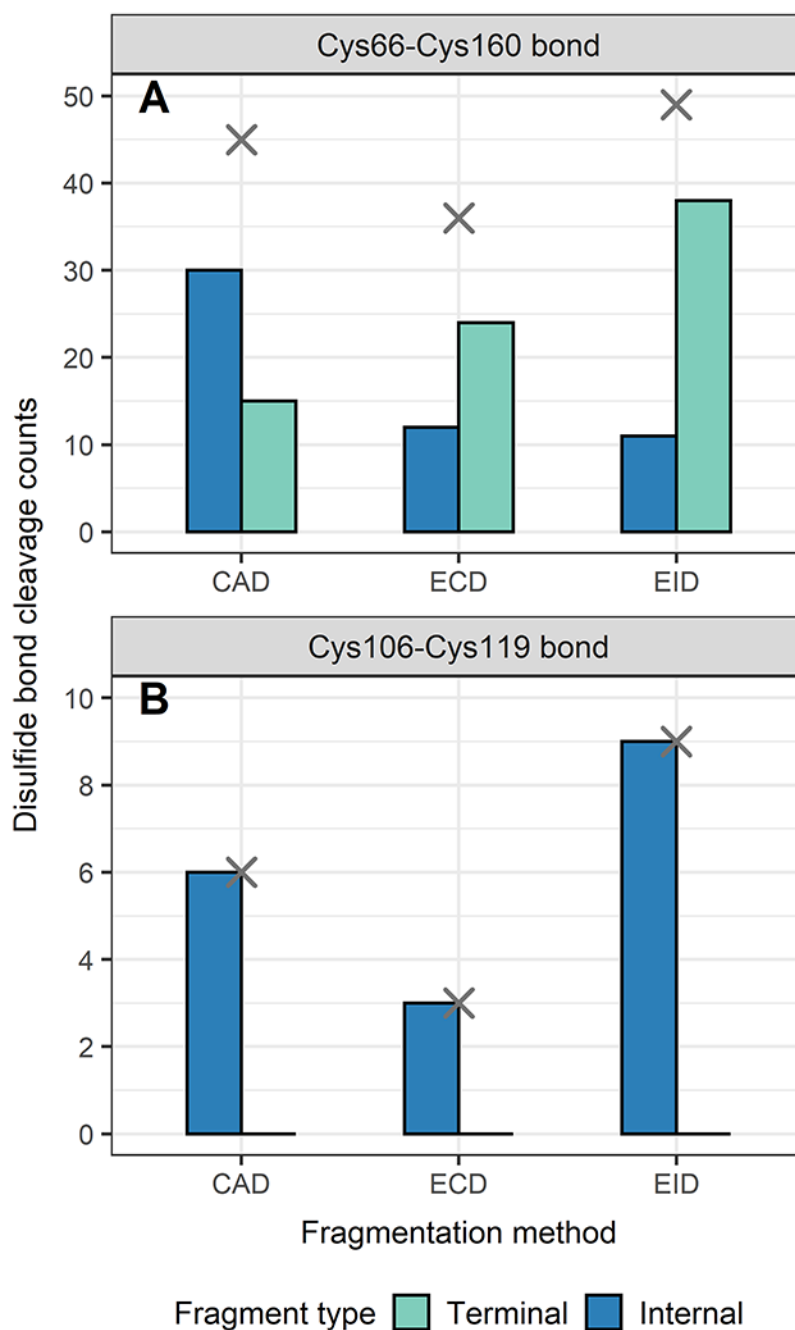 Cys66-Cys160 bond
A
50
40
30
20
10
0
CAD ECD EID
Disulfide bond cleavage counts
Cys106-Cys119 bond
B
10
8
6
4
2
0
CAD ECD EID
Fragmentation method
Fragment type Terminal Internal